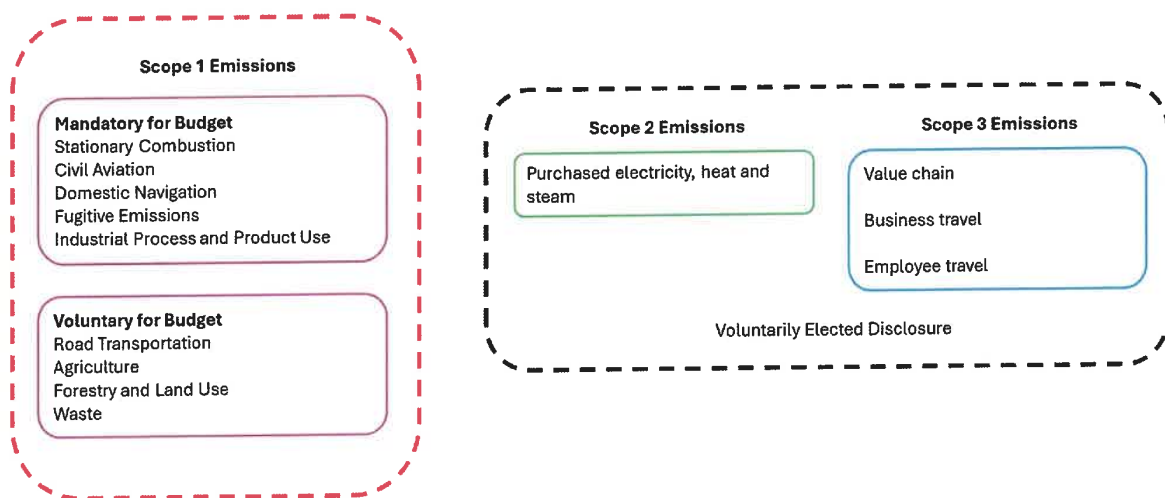 Scope 1 Emissions
Mandatory for Budget
Stationary Combustion
Civil Aviation
Domestic Navigation
Fugitive Emissions
Industrial Process and Product Use
Voluntary for Budget
Road Transportation
Agriculture
Forestry and Land Use
Waste
Scope 2 Emissions
Purchased electricity, heat and
steam
Scope 3 Emissions
Value chain
Business travel
Employee travel
Voluntarily Elected Disclosure